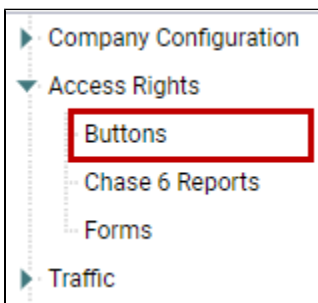 Company Configuration
Access Rights
Buttons
Chase 6 Reports
Forms
Traffic